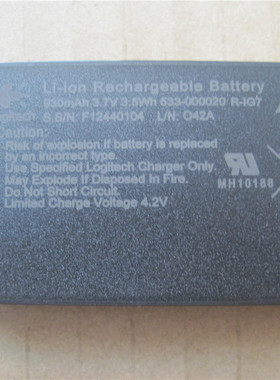 Li-Ion Rechargeable Battery
930mAh 3.7V 3.5Wh 533-000020 R-IG7
S.S/N: F12440104 L/N: O42A
Caution:
Risk of explosion if battery is replaced
by an incorrect type.
Use Specified Logitech Charger Only.
May Explode if Disposed In Fire.
Do Not Short Circuit.
Limited Charge Voltage 4.2V
MH10188